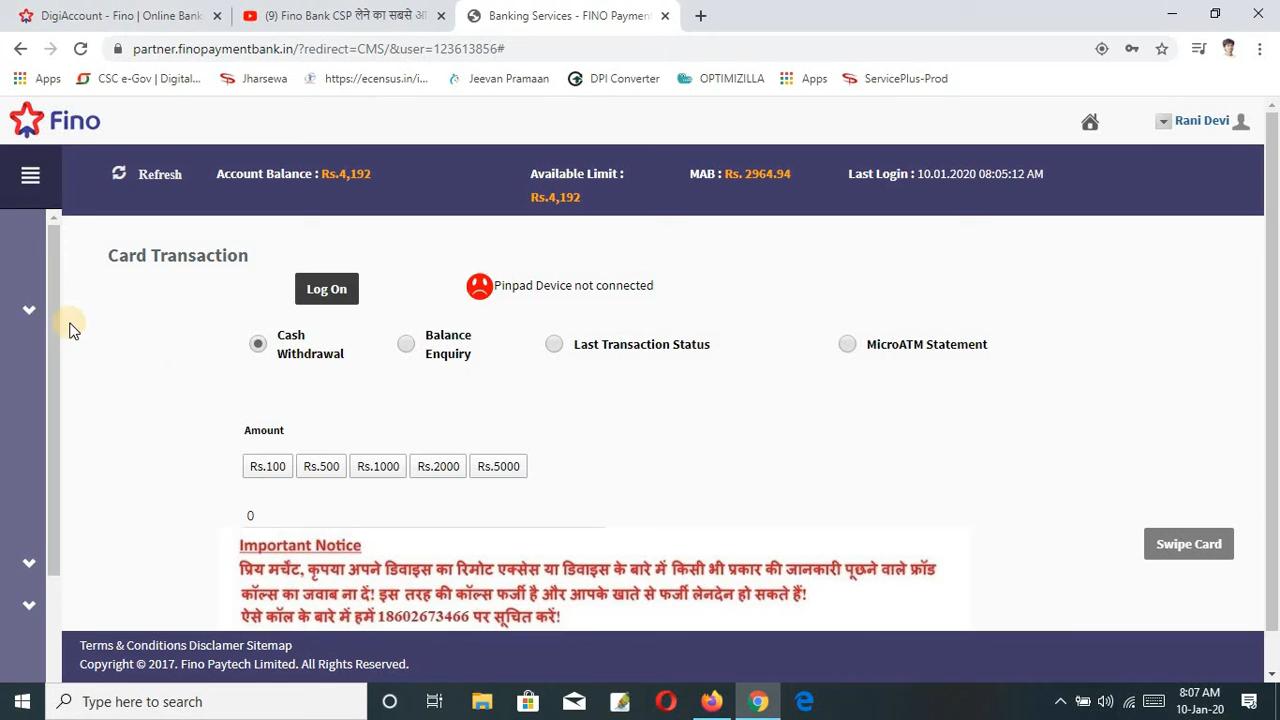 DigiAccount - Fino | Online Bank
(9) Fino Bank CSP लेने का सबसे आ
Banking Services - FINO Paymen
partner.finopaymentbank.in/?redirect=CMS/&user=123613856#
Apps
CSC e-Gov | Digital...
Jharsewa
https://ecensus.in/i...
Jeevan Pramaan
DPI Converter
OPTIMIZILLA
Apps
ServicePlus-Prod
Fino
Rani Devi
Refresh
Account Balance : Rs.4,192
Available Limit :
Rs.4,192
MAB : Rs. 2964.94
Last Login : 10.01.2020 08:05:12 AM
Card Transaction
Log On
Pinpad Device not connected
Cash
Withdrawal
Balance
Enquiry
Last Transaction Status
MicroATM Statement
Amount
Rs.100 Rs.500 Rs.1000 Rs.2000 Rs.5000
0
Swipe Card
Important Notice
प्रिय मर्चेंट, कृपया अपने डिवाइस का रिमोट एक्सेस या डिवाइस के बारे में किसी भी प्रकार की जानकारी पूछने वाले फ्रॉड
कॉल्स का जवाब ना दें! इस तरह की कॉल्स फर्जी है और आपके खाते से फर्जी लेनदेन हो सकते हैं!
ऐसे कॉल के बारे में हमें 18602673466 पर सूचित करें!
Terms & Conditions Disclamer Sitemap
Copyright © 2017. Fino Paytech Limited. All Rights Reserved.
Type here to search
8:07 AM
10-Jan-20